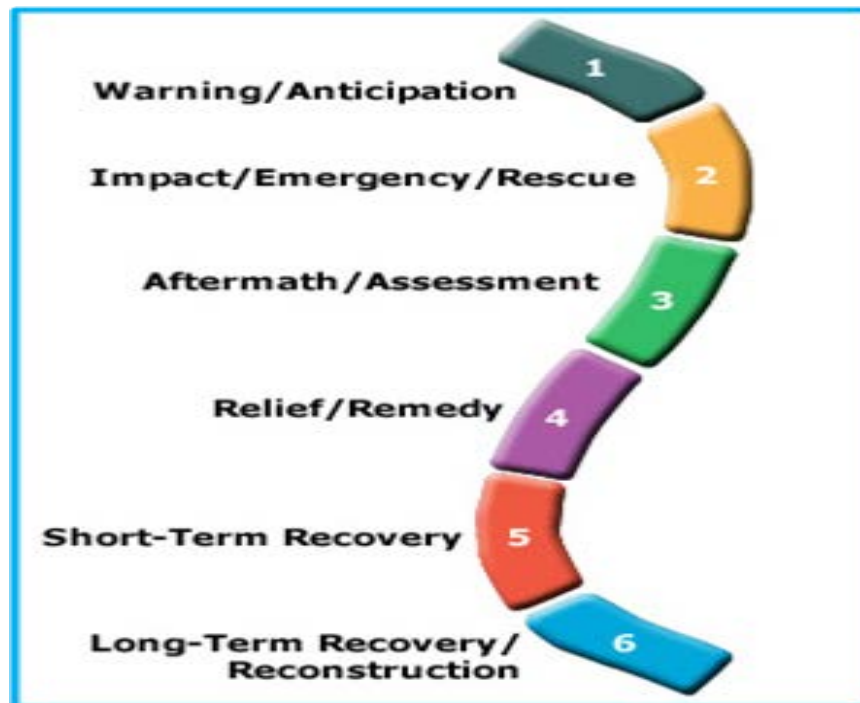 1
Warning/Anticipation
Impact/Emergency/Rescue
2
Aftermath/Assessment
3
Relief/Remedy
4
Short-Term Recovery
5
Long-Term Recovery/
Reconstruction
6